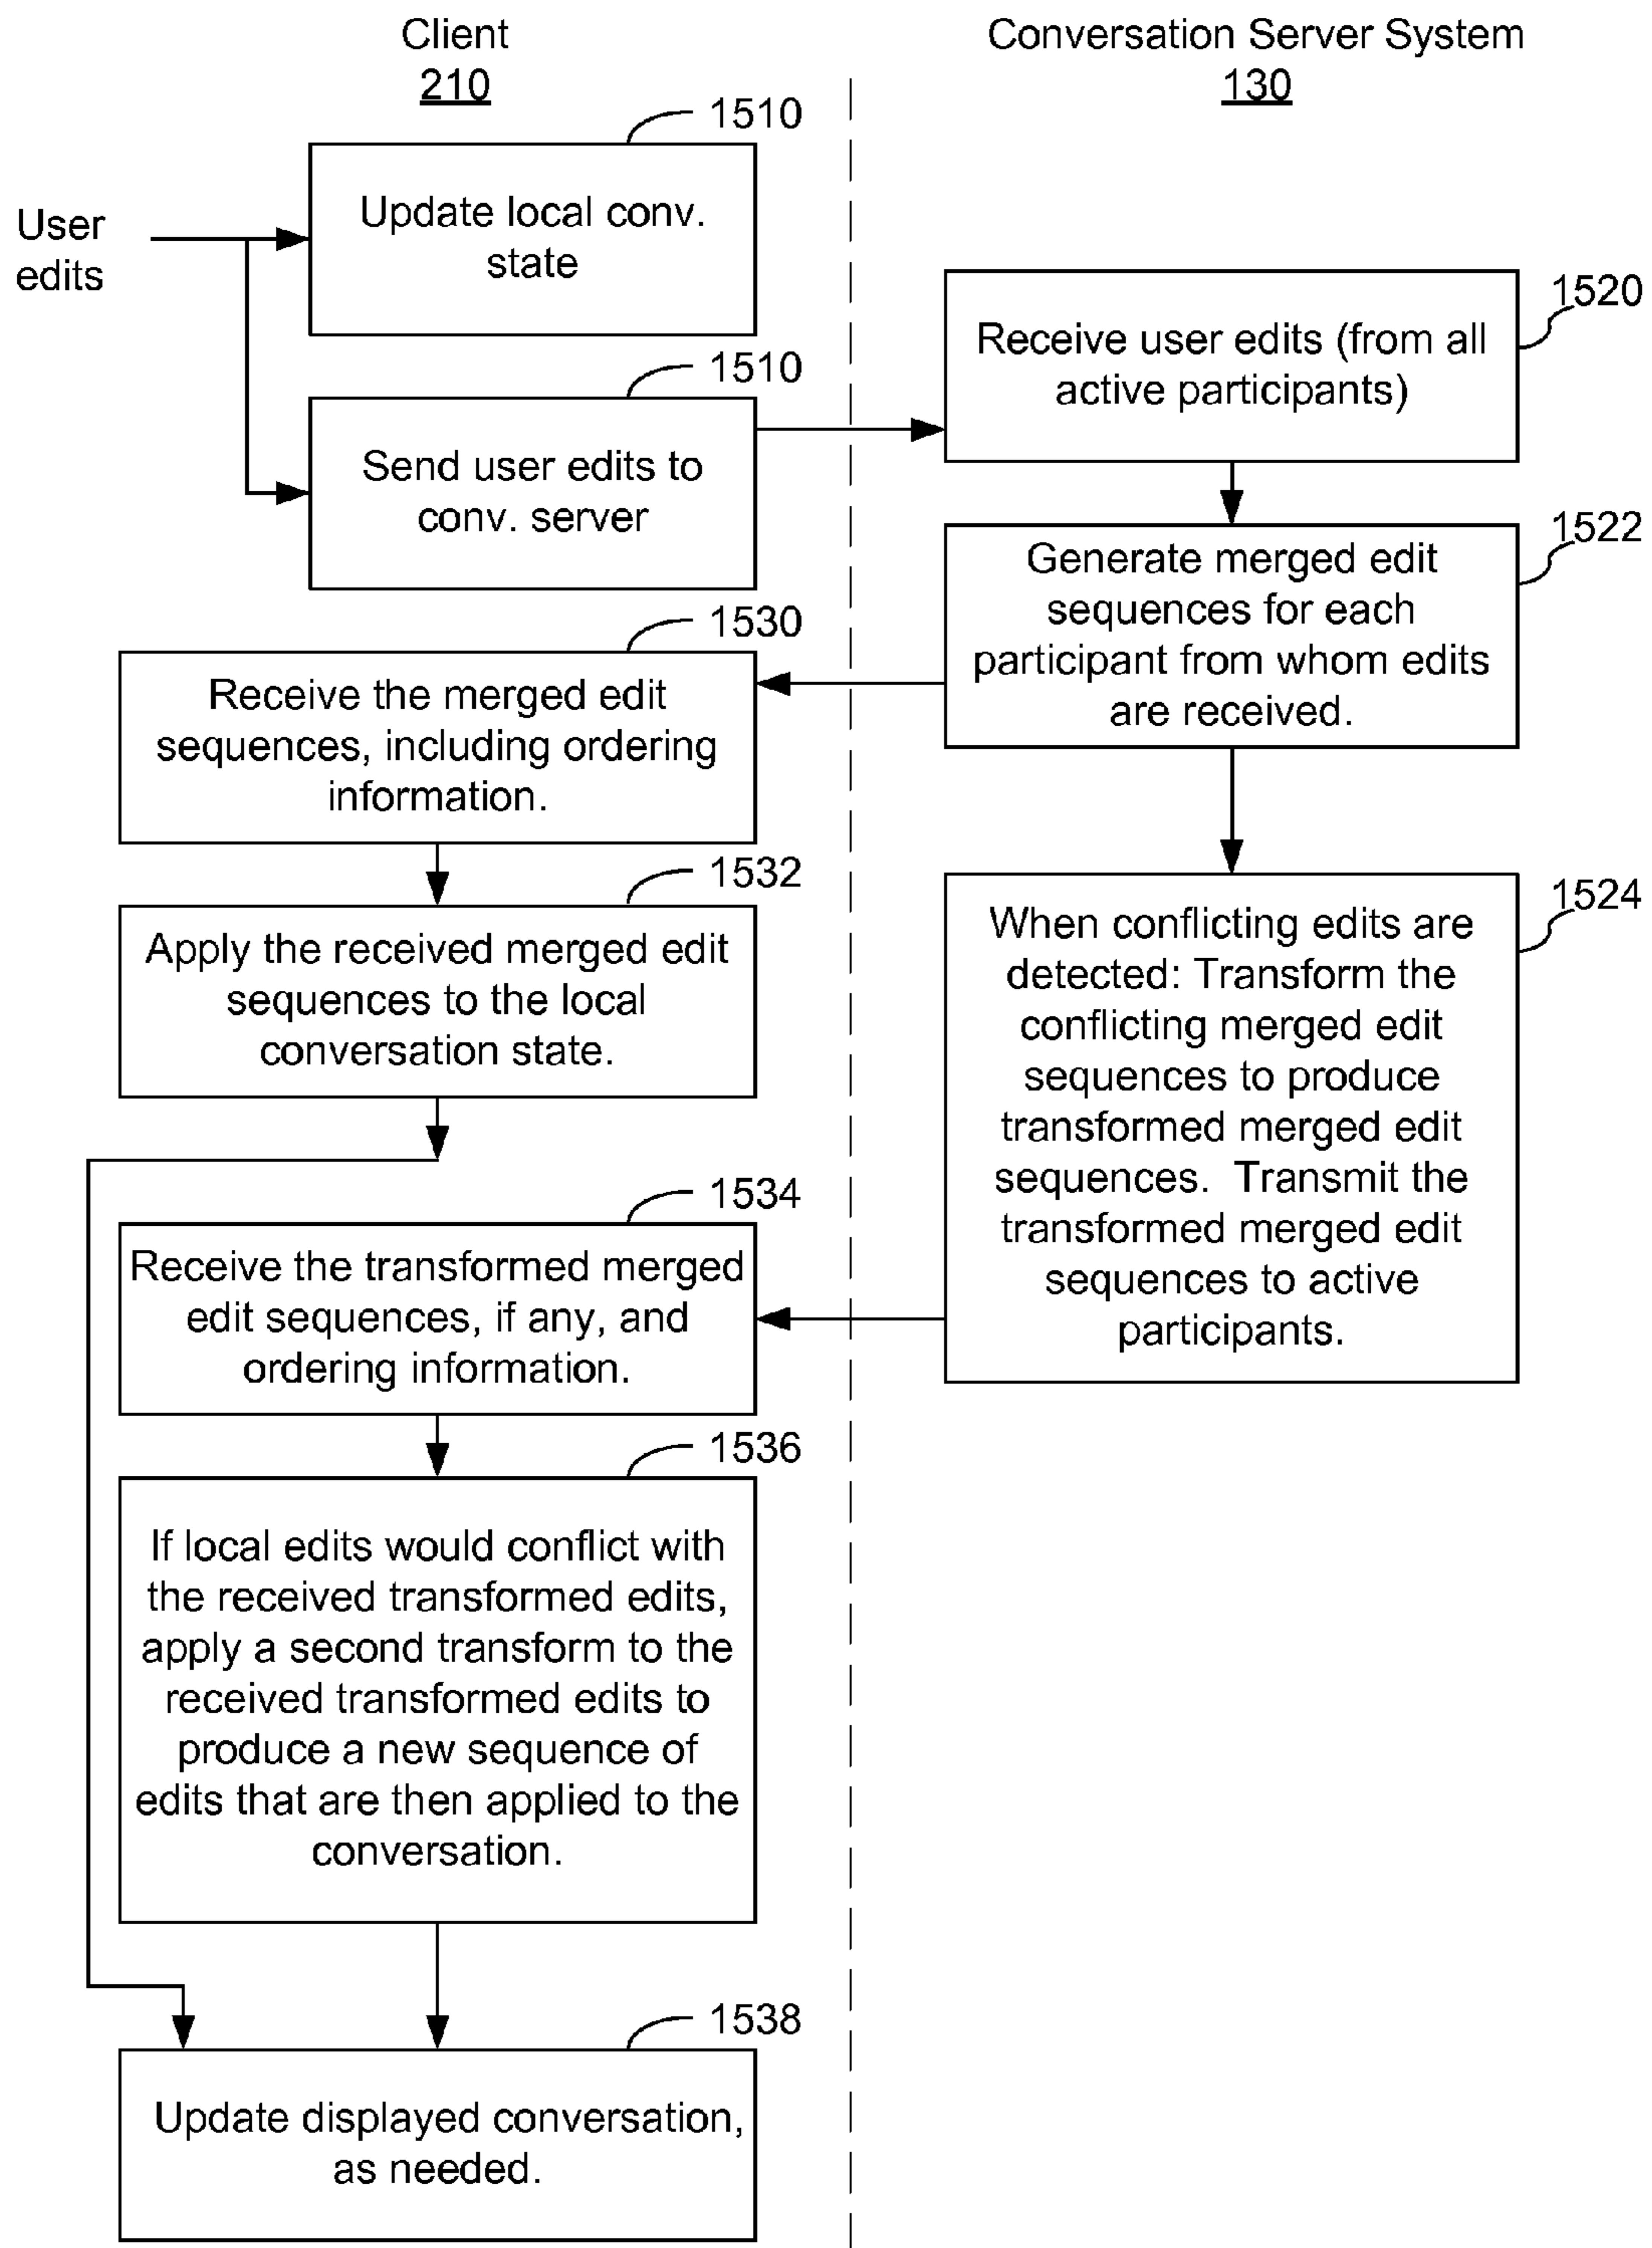 Client
210
Conversation Server System
130
User
edits
1510
Update local conv.
state
1510
Send user edits to
conv. server
1520
Receive user edits (from all
active participants)
1522
Generate merged edit
sequences for each
participant from whom edits
are received.
1530
Receive the merged edit
sequences, including ordering
information.
1532
Apply the received merged edit
sequences to the local
conversation state.
1524
When conflicting edits are
detected: Transform the
conflicting merged edit
sequences to produce
transformed merged edit
sequences.  Transmit the
transformed merged edit
sequences to active
participants.
1534
Receive the transformed merged
edit sequences, if any, and
ordering information.
1536
If local edits would conflict with
the received transformed edits,
apply a second transform to the
received transformed edits to
produce a new sequence of
edits that are then applied to the
conversation.
1538
Update displayed conversation,
as needed.